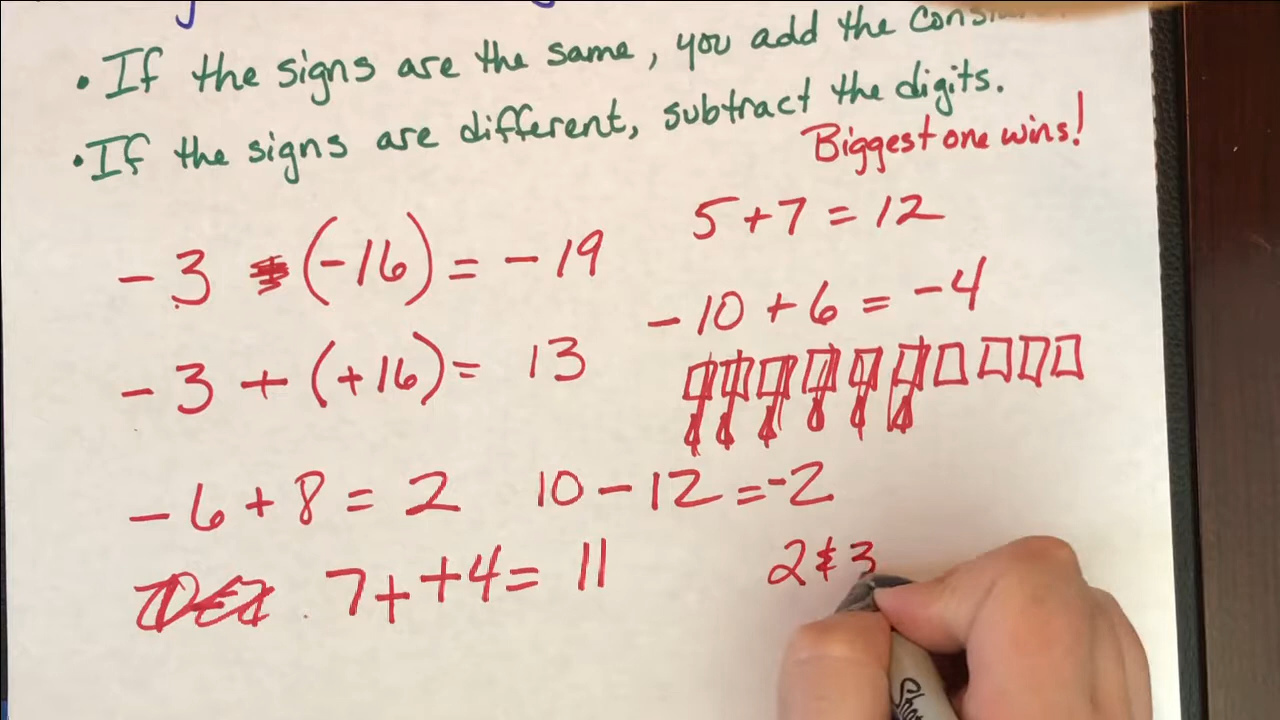 • If the signs are the same, you add the
• If the signs are different, subtract the digits.
Biggest one wins!
-3 (-16) = -19
-3 + (+16) = 13
-6 + 8 = 2
7 + +4 = 11
5 + 7 = 12
-10 + 6 = -4
10 - 12 = -2
2 & 3